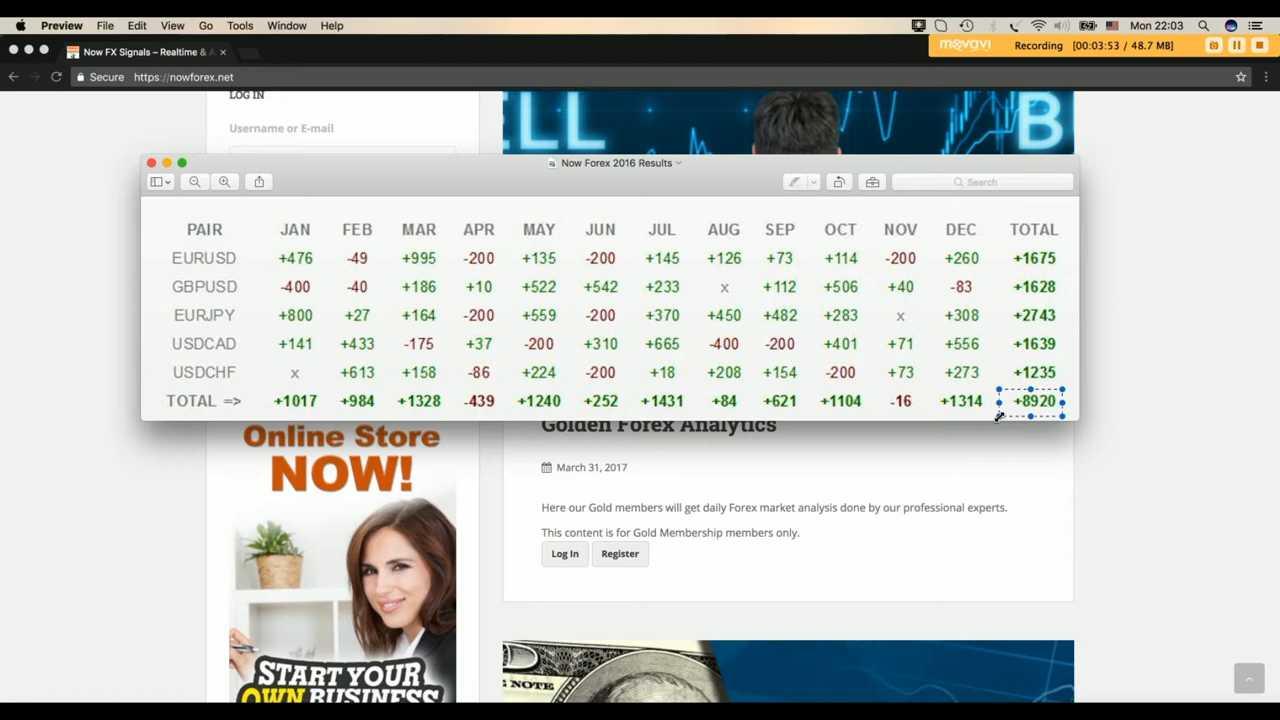 Preview File Edit View Go Tools Window Help Mon 22:03
Now FX Signals – Realtime & A
movavi Recording [00:03:53 / 48.7 MB]
Secure https://nowforex.net
LOG IN
Username or E-mail
ELL B
Now Forex 2016 Results
Search
PAIR JAN FEB MAR APR MAY JUN JUL AUG SEP OCT NOV DEC TOTAL
EURUSD +476 -49 +995 -200 +135 -200 +145 +126 +73 +114 -200 +260 +1675
GBPUSD -400 -40 +186 +10 +522 +542 +233 x +112 +506 +40 -83 +1628
EURJPY +800 +27 +164 -200 +559 -200 +370 +450 +482 +283 x +308 +2743
USDCAD +141 +433 -175 +37 -200 +310 +665 -400 -200 +401 +71 +556 +1639
USDCHF x +613 +158 -86 +224 -200 +18 +208 +154 -200 +73 +273 +1235
TOTAL => +1017 +984 +1328 -439 +1240 +252 +1431 +84 +621 +1104 -16 +1314 +8920
Online Store
NOW!
START YOUR
OWN BUSINESS
Golden Forex Analytics
March 31, 2017
Here our Gold members will get daily Forex market analysis done by our professional experts.
This content is for Gold Membership members only.
Log In Register
NOTE